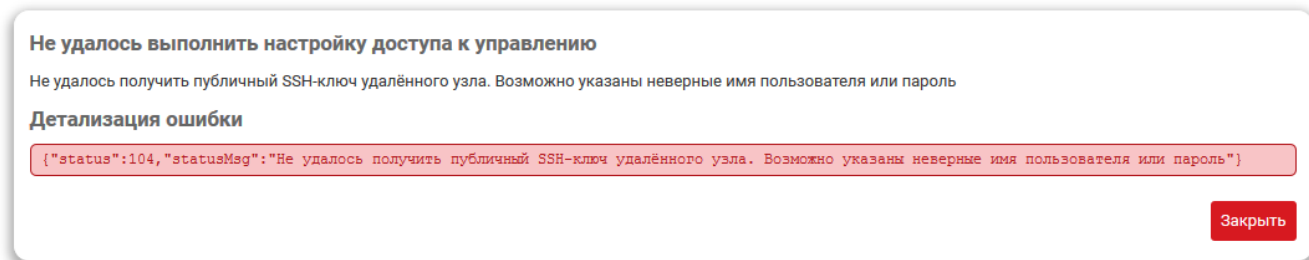 Не удалось выполнить настройку доступа к управлению
Не удалось получить публичный SSH-ключ удалённого узла. Возможно указаны неверные имя пользователя или пароль
Детализация ошибки
{"status":104,"statusMsg":"Не удалось получить публичный SSH-ключ удалённого узла. Возможно указаны неверные имя пользователя или пароль"}
Закрыть